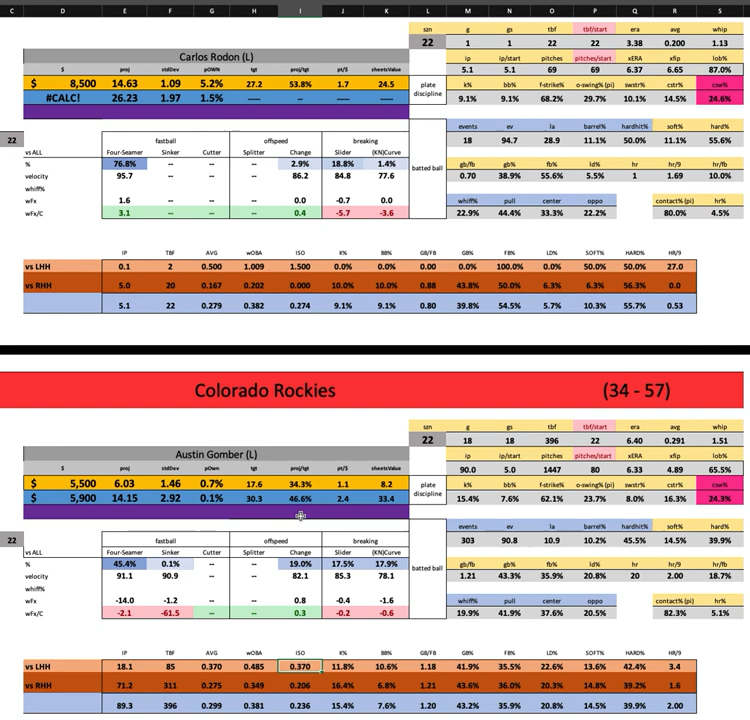 C D E F G H I J K L M N O P Q R S
szn g gs tbf tbf/start era avg whip
22 1 1 22 22 3.38 0.200 1.13
Carlos Rodon (L) ip ip/start pitches pitches/start xERA xfip lob%
5.1 5.1 69 69 6.37 6.65 87.0%
$ proj stdDev pOWN tgt proj/tgt pt/$ sheetsValue
$ 8,500 14.63 1.09 5.2% 27.2 53.8% 1.7 24.5 plate discipline k% bb% f-strike% o-swing% (pi) swstr% cstr% csw%
#CALC! 26.23 1.97 1.5% ----- ----- -- ----- 9.1% 9.1% 68.2% 29.7% 10.1% 14.5% 24.6%
events ev la barrel% hardhit% soft% hard%
22 fastball offspeed breaking 18 94.7 28.9 11.1% 50.0% 11.1% 55.6%
vs ALL Four-Seamer Sinker Cutter Splitter Change Slider (KN)Curve
% 76.8% -- -- -- 2.9% 18.8% 1.4% batted ball gb/fb gb% fb% ld% hr hr/9 hr/fb
velocity 95.7 86.2 84.8 77.6 0.70 38.9% 55.6% 5.5% 1 1.69 10.0%
whiff%
wFx 1.6 0.0 -0.7 0.0 whiff% pull center oppo contact% (pi) hr%
wFx/C 3.1 -- -- -- 0.4 -5.7 -3.6 22.9% 44.4% 33.3% 22.2% 80.0% 4.5%
IP TBF AVG wOBA ISO K% BB% GB/FB GB% FB% LD% SOFT% HARD% HR/9
vs LHH 0.1 2 0.500 1.009 1.500 0.0% 0.0% 0.00 0.0% 100.0% 0.0% 50.0% 50.0% 27.0
vs RHH 5.0 20 0.167 0.202 0.000 10.0% 10.0% 0.88 43.8% 50.0% 6.3% 6.3% 56.3% 0.0
5.1 22 0.279 0.382 0.274 9.1% 9.1% 0.80 39.8% 54.5% 5.7% 10.3% 55.7% 0.53
Colorado Rockies (34 - 57)
szn g gs tbf tbf/start era avg whip
22 18 18 396 22 6.40 0.291 1.51
Austin Gomber (L) ip ip/start pitches pitches/start xERA xfip lob%
$ proj stdDev pOwn tgt proj/tgt pt/$ sheetsValue 90.0 5.0 1447 80 6.33 4.89 65.5%
$ 5,500 6.03 1.46 0.7% 17.6 34.3% 1.1 8.2 plate discipline k% bb% f-strike% o-swing% (pi) swstr% cstr% csw%
$ 5,900 14.15 2.92 0.1% 30.3 46.6% 2.4 33.4 15.4% 7.6% 62.1% 23.7% 8.0% 16.3% 24.3%
events ev la barrel% hardhit% soft% hard%
22 fastball offspeed breaking 303 90.8 10.9 10.2% 45.5% 14.5% 39.9%
vs ALL Four-Seamer Sinker Cutter Splitter Change Slider (KN)Curve
% 45.4% 0.1% -- -- 19.0% 17.5% 17.9% batted ball gb/fb gb% fb% ld% hr hr/9 hr/fb
velocity 91.1 90.9 -- -- 82.1 85.3 78.1 1.21 43.3% 35.9% 20.8% 20 2.00 18.7%
whiff%
wFx -14.0 -1.2 0.8 -0.4 -1.6 whiff% pull center oppo contact% (pi) hr%
wFx/C -2.1 -61.5 -- -- 0.3 -0.2 -0.6 19.9% 41.9% 37.6% 20.5% 82.3% 5.1%
IP TBF AVG wOBA ISO K% BB% GB/FB GB% FB% LD% SOFT% HARD% HR/9
vs LHH 18.1 85 0.370 0.485 0.370 11.8% 10.6% 1.18 41.9% 35.5% 22.6% 13.6% 42.4% 3.4
vs RHH 71.2 311 0.275 0.349 0.206 16.4% 6.8% 1.21 43.6% 36.0% 20.3% 14.8% 39.2% 1.6
89.3 396 0.299 0.381 0.236 15.4% 7.6% 1.20 43.2% 35.9% 20.8% 14.5% 39.9% 2.00